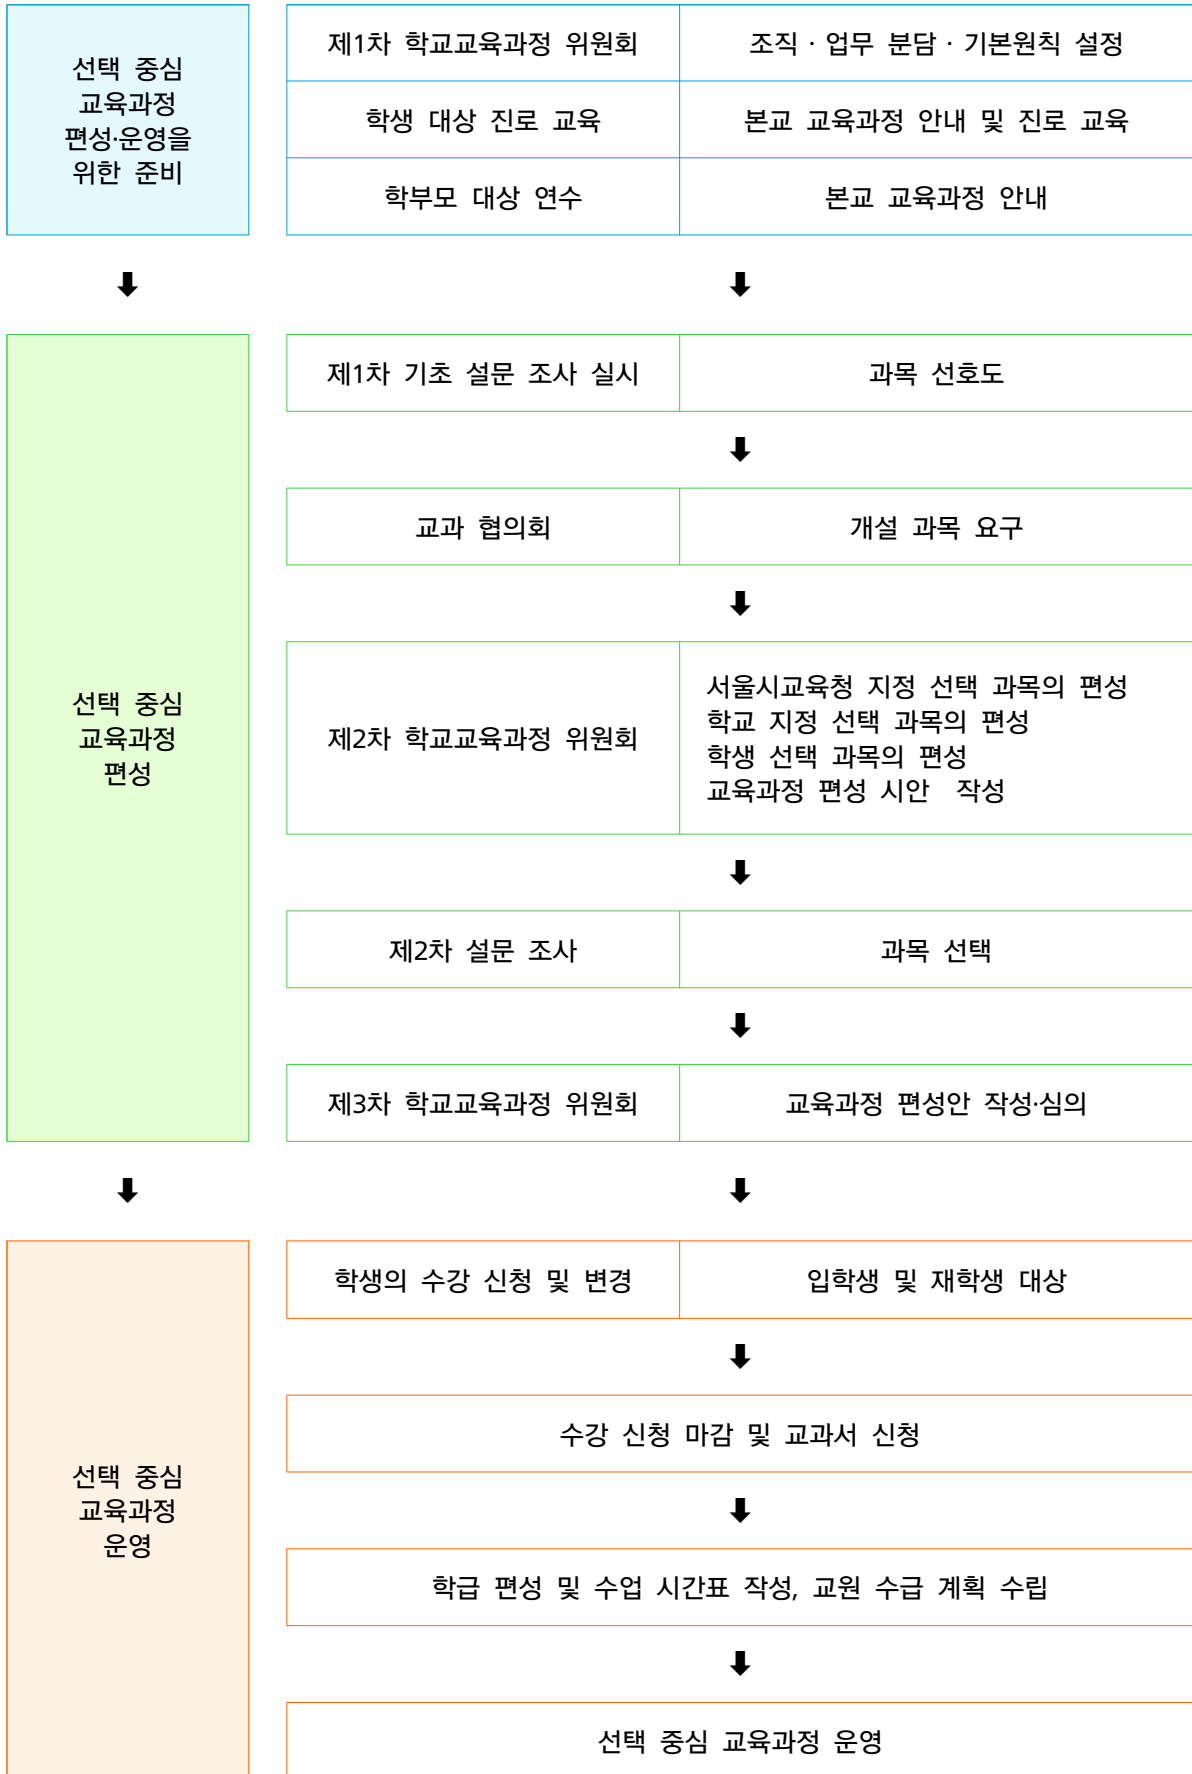 선택 중심
교육과정
편성·운영을
위한 준비
제1차 학교교육과정 위원회
조직 · 업무 분담 · 기본원칙 설정
학생 대상 진로 교육
본교 교육과정 안내 및 진로 교육
학부모 대상 연수
본교 교육과정 안내
선택 중심
교육과정
편성
제1차 기초 설문 조사 실시
과목 선호도
교과 협의회
개설 과목 요구
제2차 학교교육과정 위원회
서울시교육청 지정 선택 과목의 편성
학교 지정 선택 과목의 편성
학생 선택 과목의 편성
교육과정 편성 시안 작성
제2차 설문 조사
과목 선택
제3차 학교교육과정 위원회
교육과정 편성안 작성·심의
선택 중심
교육과정
운영
학생의 수강 신청 및 변경
입학생 및 재학생 대상
수강 신청 마감 및 교과서 신청
학급 편성 및 수업 시간표 작성, 교원 수급 계획 수립
선택 중심 교육과정 운영